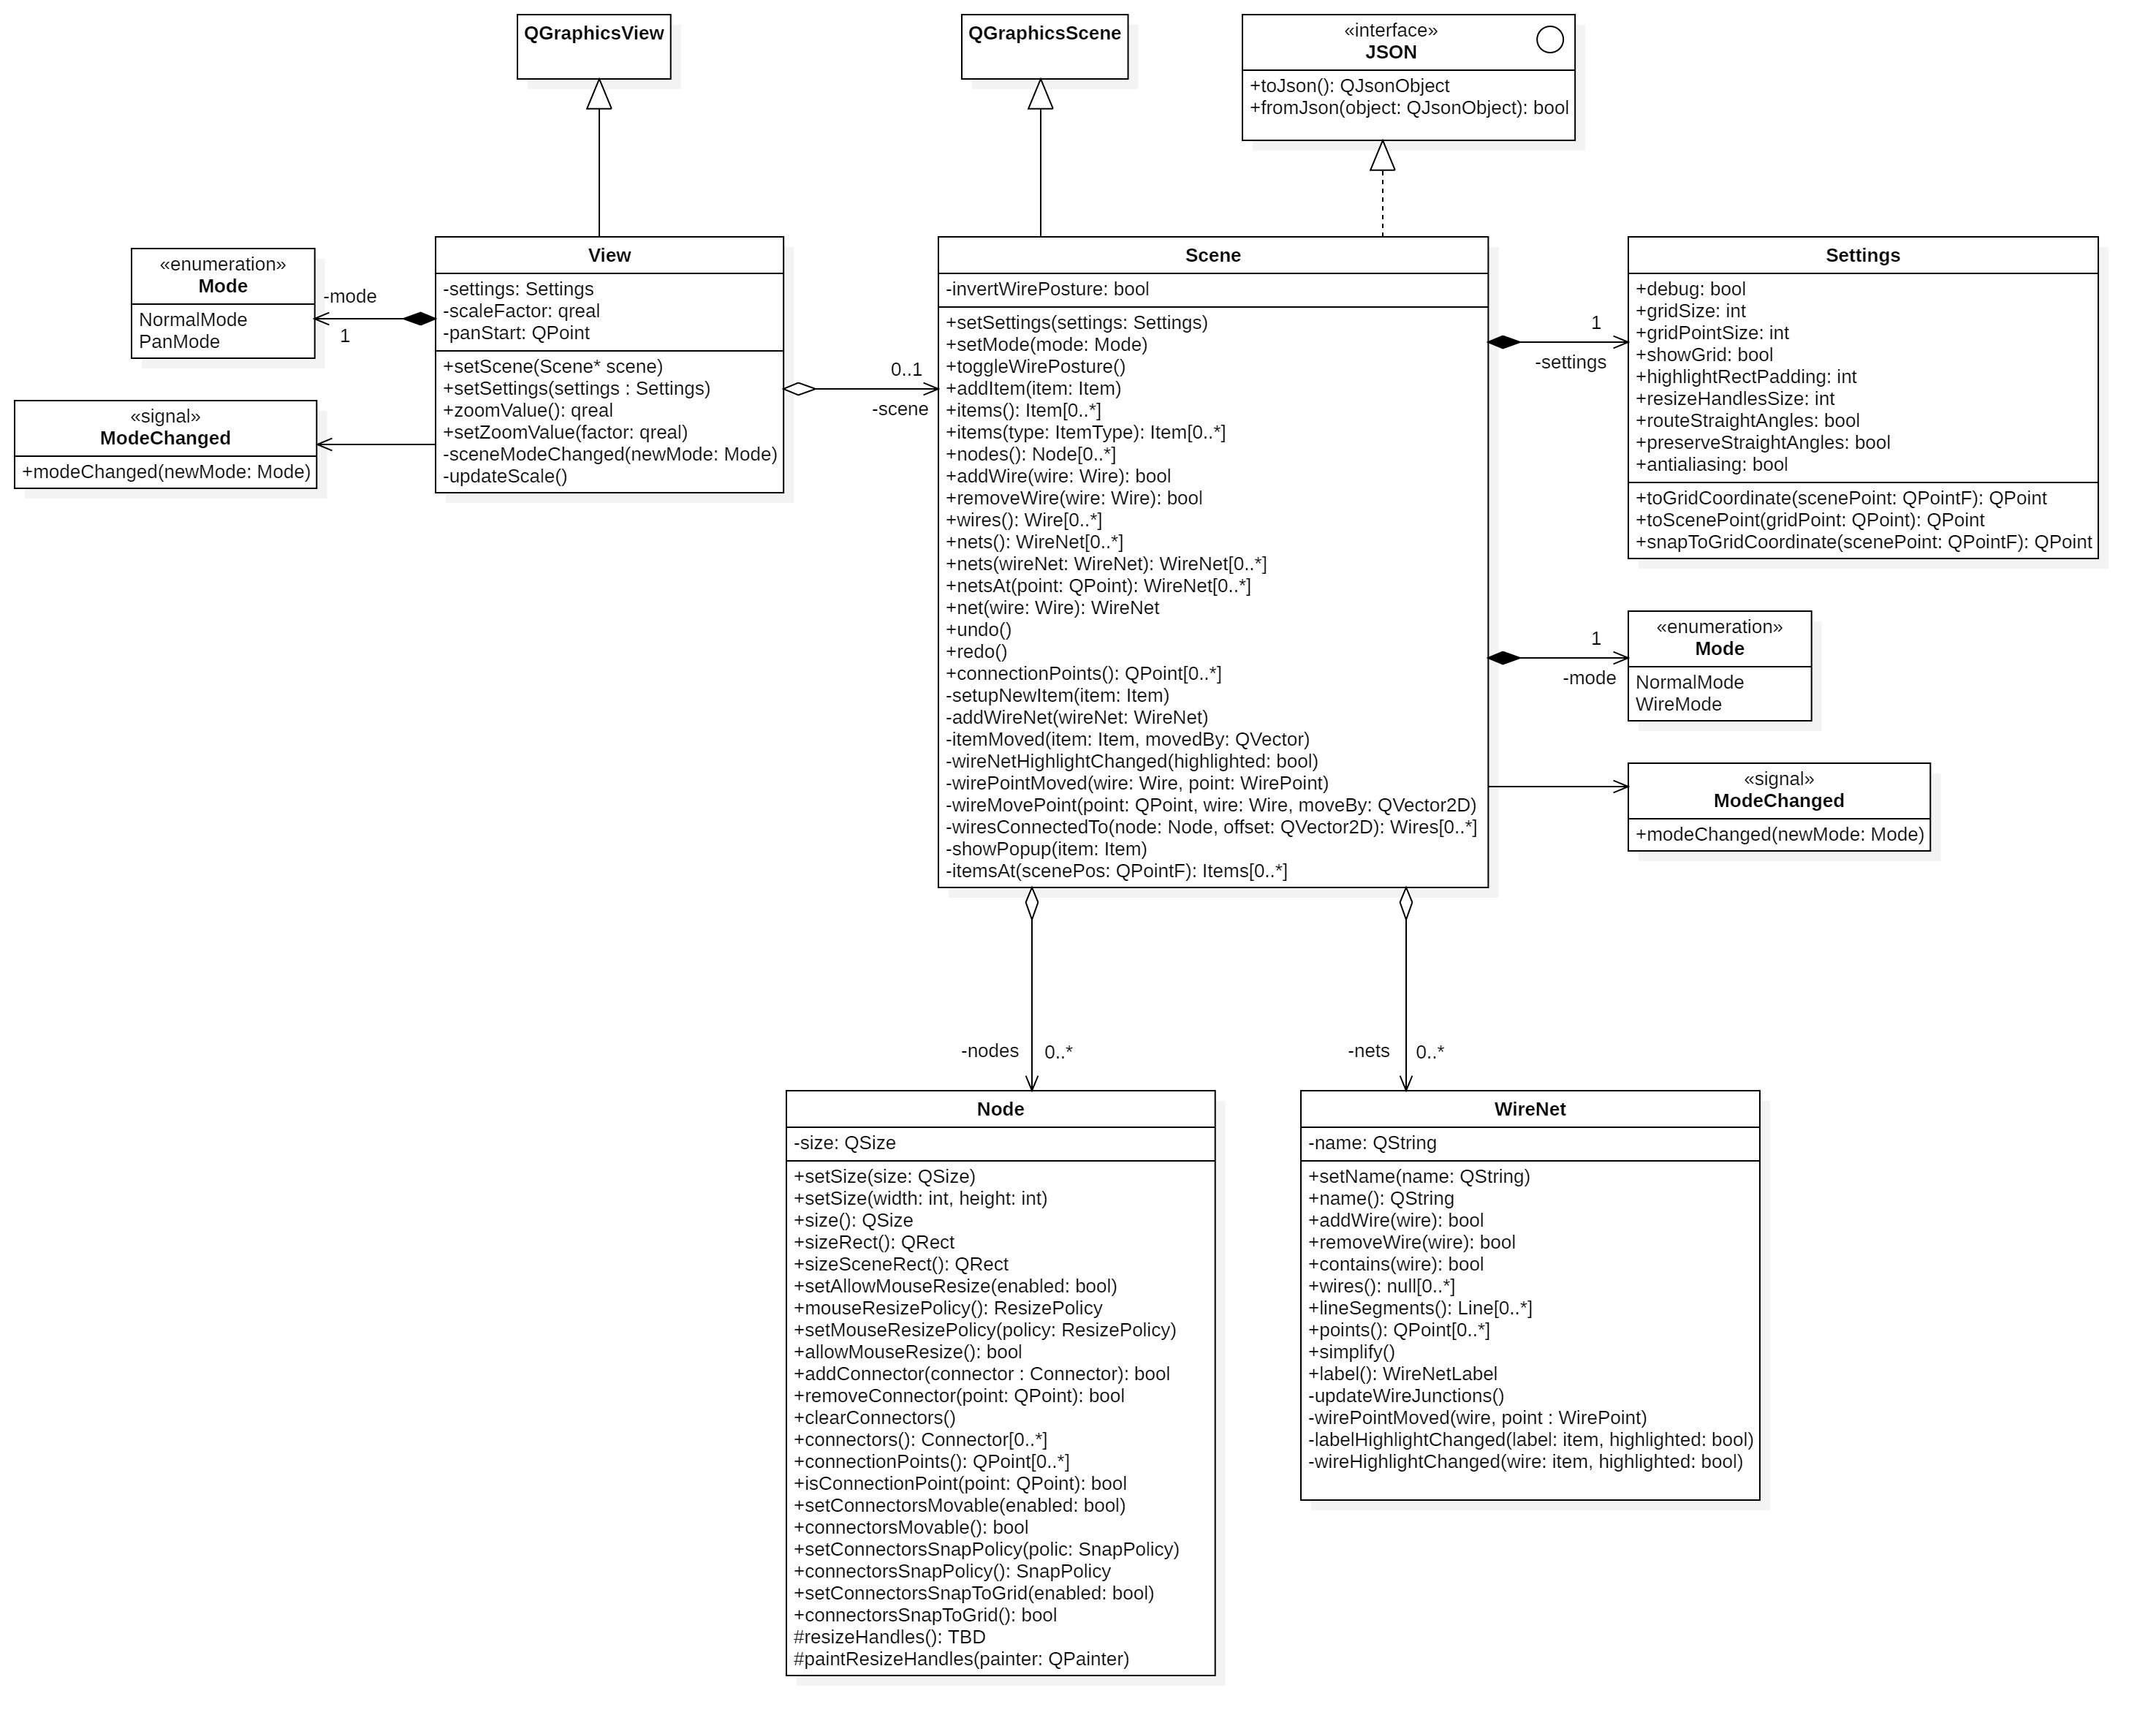 QGraphicsView
QGraphicsScene
«interface»
JSON
+toJson(): QJsonObject
+fromJson(object: QJsonObject): bool
«enumeration»
Mode
NormalMode
PanMode
-mode
1
«signal»
ModeChanged
+modeChanged(newMode: Mode)
View
-settings: Settings
-scaleFactor: qreal
-panStart: QPoint
+setScene(Scene* scene)
+setSettings(settings : Settings)
+zoomValue(): qreal
+setZoomValue(factor: qreal)
-sceneModeChanged(newMode: Mode)
-updateScale()
0..1
-scene
Scene
-invertWirePosture: bool
+setSettings(settings: Settings)
+setMode(mode: Mode)
+toggleWirePosture()
+addItem(item: Item)
+items(): Item[0..*]
+items(type: ItemType): Item[0..*]
+nodes(): Node[0..*]
+addWire(wire: Wire): bool
+removeWire(wire: Wire): bool
+wires(): Wire[0..*]
+nets(): WireNet[0..*]
+nets(wireNet: WireNet): WireNet[0..*]
+netsAt(point: QPoint): WireNet[0..*]
+net(wire: Wire): WireNet
+undo()
+redo()
+connectionPoints(): QPoint[0..*]
-setupNewItem(item: Item)
-addWireNet(wireNet: WireNet)
-itemMoved(item: Item, movedBy: QVector)
-wireNetHighlightChanged(highlighted: bool)
-wirePointMoved(wire: Wire, point: WirePoint)
-wireMovePoint(point: QPoint, wire: Wire, moveBy: QVector2D)
-wiresConnectedTo(node: Node, offset: QVector2D): Wires[0..*]
-showPopup(item: Item)
-itemsAt(scenePos: QPointF): Items[0..*]
1
-settings
Settings
+debug: bool
+gridSize: int
+gridPointSize: int
+showGrid: bool
+highlightRectPadding: int
+resizeHandlesSize: int
+routeStraightAngles: bool
+preserveStraightAngles: bool
+antialiasing: bool
+toGridCoordinate(scenePoint: QPointF): QPoint
+toScenePoint(gridPoint: QPoint): QPoint
+snapToGridCoordinate(scenePoint: QPointF): QPoint
1
-mode
«enumeration»
Mode
NormalMode
WireMode
«signal»
ModeChanged
+modeChanged(newMode: Mode)
-nodes
0..*
-nets
0..*
Node
-size: QSize
+setSize(size: QSize)
+setSize(width: int, height: int)
+size(): QSize
+sizeRect(): QRect
+sizeSceneRect(): QRect
+setAllowMouseResize(enabled: bool)
+mouseResizePolicy(): ResizePolicy
+setMouseResizePolicy(policy: ResizePolicy)
+allowMouseResize(): bool
+addConnector(connector : Connector): bool
+removeConnector(point: QPoint): bool
+clearConnectors()
+connectors(): Connector[0..*]
+connectionPoints(): QPoint[0..*]
+isConnectionPoint(point: QPoint): bool
+setConnectorsMovable(enabled: bool)
+connectorsMovable(): bool
+setConnectorsSnapPolicy(polic: SnapPolicy)
+connectorsSnapPolicy(): SnapPolicy
+setConnectorsSnapToGrid(enabled: bool)
+connectorsSnapToGrid(): bool
#resizeHandles(): TBD
#paintResizeHandles(painter: QPainter)
WireNet
-name: QString
+setName(name: QString)
+name(): QString
+addWire(wire): bool
+removeWire(wire): bool
+contains(wire): bool
+wires(): null[0..*]
+lineSegments(): Line[0..*]
+points(): QPoint[0..*]
+simplify()
+label(): WireNetLabel
-updateWireJunctions()
-wirePointMoved(wire, point : WirePoint)
-labelHighlightChanged(label: item, highlighted: bool)
-wireHighlightChanged(wire: item, highlighted: bool)